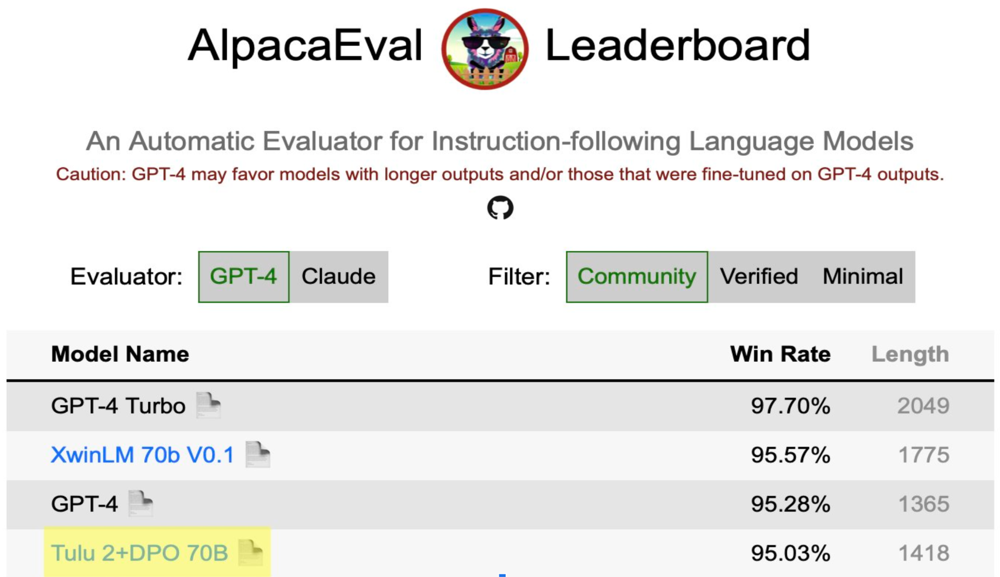 AlpacaEval Leaderboard
An Automatic Evaluator for Instruction-following Language Models
Caution: GPT-4 may favor models with longer outputs and/or those that were fine-tuned on GPT-4 outputs.
Evaluator: GPT-4 Claude Filter: Community Verified Minimal
Model Name Win Rate Length
GPT-4 Turbo 97.70% 2049
XwinLM 70b V0.1 95.57% 1775
GPT-4 95.28% 1365
Tulu 2+DPO 70B 95.03% 1418